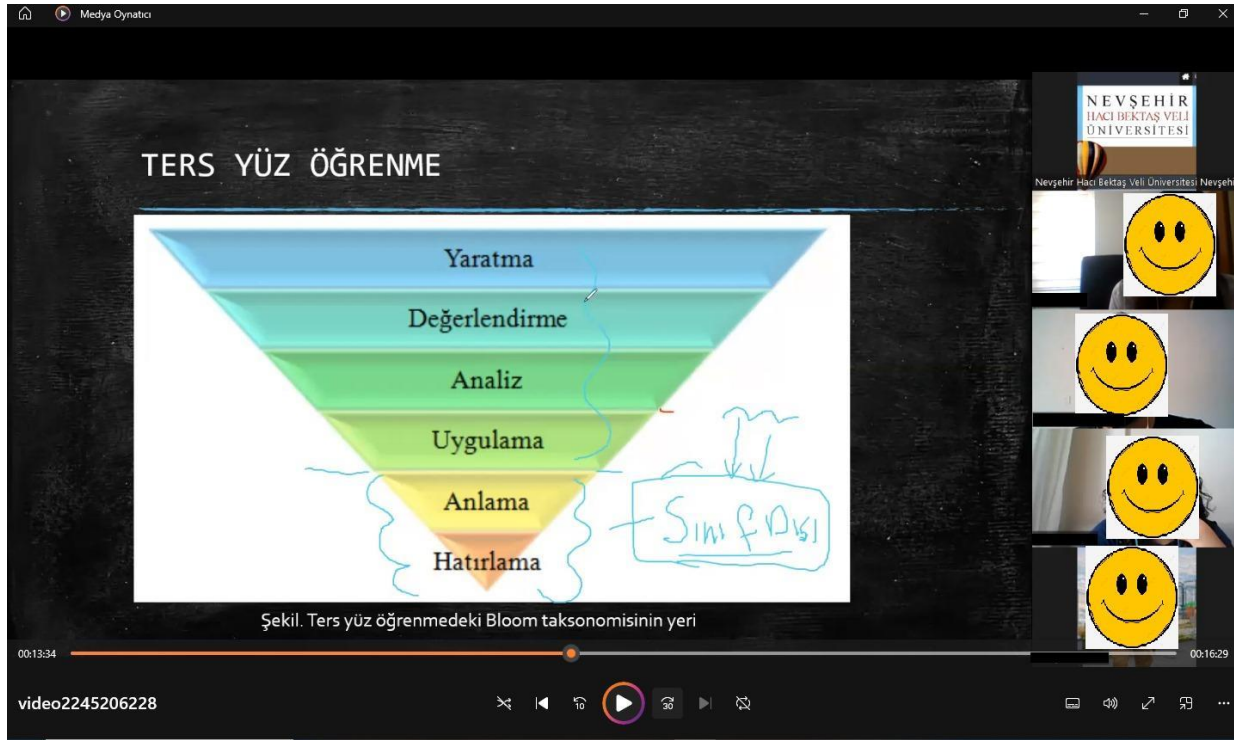 Medya Oynatıcı
NEVŞEHİR
HACI BEKTAŞ VELİ
ÜNİVERSİTESİ
Nevşehir Hacı Bektaş Veli Üniversitesi Nevşehi
TERS YÜZ ÖĞRENME
Yaratma
Değerlendirme
Analiz
Uygulama
Anlama
Hatırlama
Sınıf Dışı
Şekil. Ters yüz öğrenmedeki Bloom taksonomisinin yeri
00:13:34
00:16:29
video2245206228
10
30